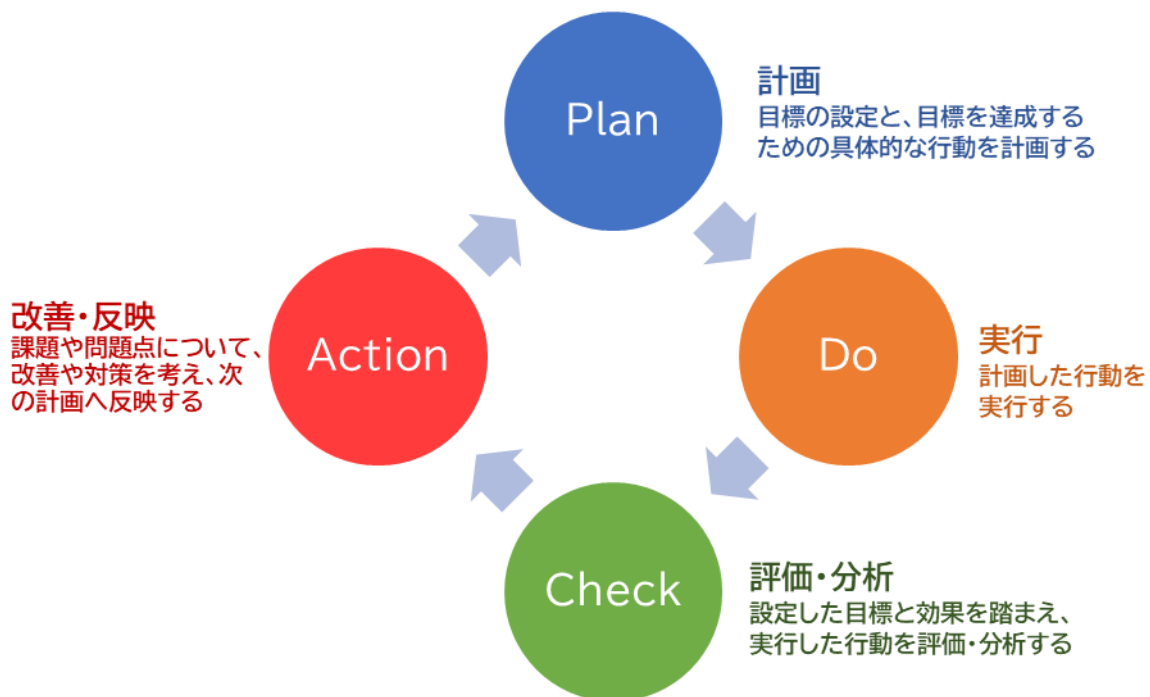 Plan
計画
目標の設定と、目標を達成する
ための具体的な行動を計画する
Do
実行
計画した行動を
実行する
Check
評価・分析
設定した目標と効果を踏まえ、
実行した行動を評価・分析する
Action
改善・反映
課題や問題点について、
改善や対策を考え、次
の計画へ反映する